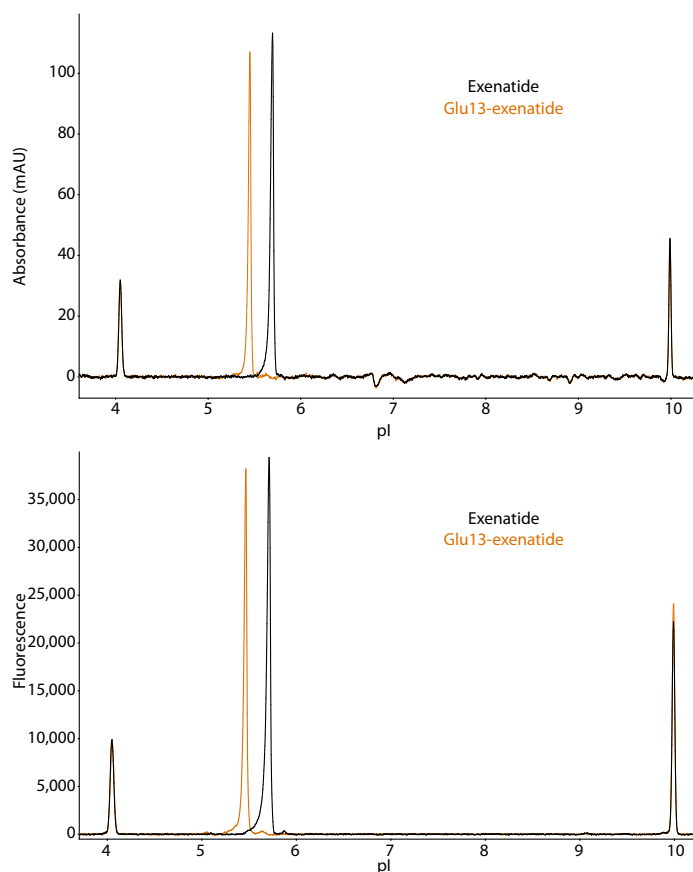 100
80
60
40
20
0
Absorbance (mAU)
Exenatide
Glu13-exenatide
4 5 6 7 8 9 10
pI
35,000
30,000
25,000
20,000
15,000
10,000
5,000
0
Fluorescence
Exenatide
Glu13-exenatide
4 5 6 7 8 9 10
pI